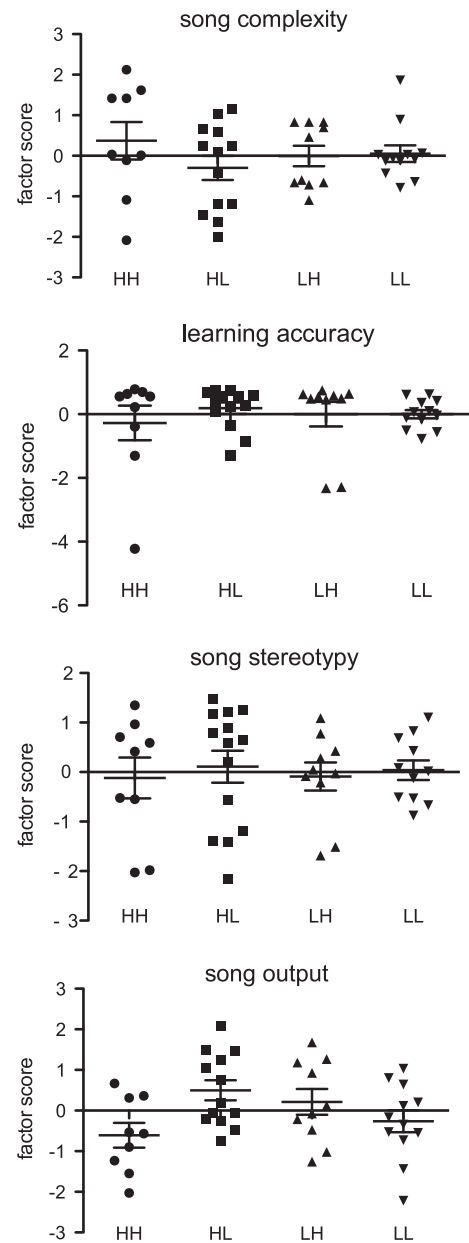 song complexity
3
2
1
0
-1
-2
-3
factor score
HH HL LH LL
learning accuracy
2
0
-2
-4
-6
factor score
HH HL LH LL
song stereotypy
2
1
0
-1
- 2
- 3
factor score
HH HL LH LL
song output
3
2
1
0
-1
-2
-3
factor score
HH HL LH LL